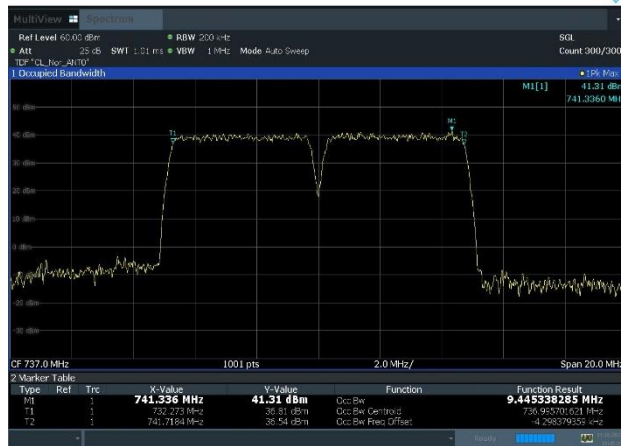 MultiView Spectrum
Ref Level 60.00 dBm RBW 200 kHz SGL
Att 25 dB SWT 1.01 ms VBW 1 MHz Mode Auto Sweep Count 300/300
TDF "CL_Nor_ANT0"
1 Occupied Bandwidth 1Pk Max
M1[1] 41.31 dBm
741.3360 MHz
50 dBm
M1
40 dBm
T1 T2
30 dBm
20 dBm
10 dBm
0 dBm
-20 dBm
-30 dBm
CF 737.0 MHz 1001 pts 2.0 MHz/ Span 20.0 MHz
2 Marker Table
Type Ref Trc X-Value Y-Value Function Function Result
M1 1 741.336 MHz 41.31 dBm Occ Bw 9.445338285 MHz
T1 1 732.273 MHz 36.81 dBm Occ Bw Centroid 736.995701621 MHz
T2 1 741.7184 MHz 36.54 dBm Occ Bw Freq Offset -4.298379359 kHz
Ready